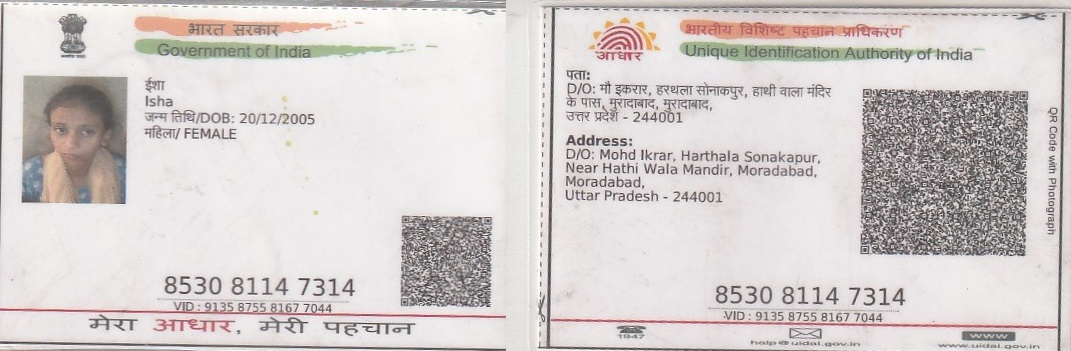 भारत सरकार
Government of India
ईशा
Isha
जन्म तिथि/DOB: 20/12/2005
महिला/ FEMALE
8530 8114 7314
VID : 9135 8755 8167 7044
मेरा आधार, मेरी पहचान
आधार
भारतीय विशिष्ट पहचान प्राधिकरण
Unique Identification Authority of India
पता:
D/O: मौ इकरार, हरथला सोनाकपुर, हाथी वाला मंदिर
के पास, मुरादाबाद, मुरादाबाद,
उत्तर प्रदेश - 244001
Address:
D/O: Mohd Ikrar, Harthala Sonakapur,
Near Hathi Wala Mandir, Moradabad,
Moradabad,
Uttar Pradesh - 244001
QR Code with Photograph
8530 8114 7314
VID : 9135 8755 8167 7044
1947
help@uidai.gov.in
www
www.uidai.gov.in